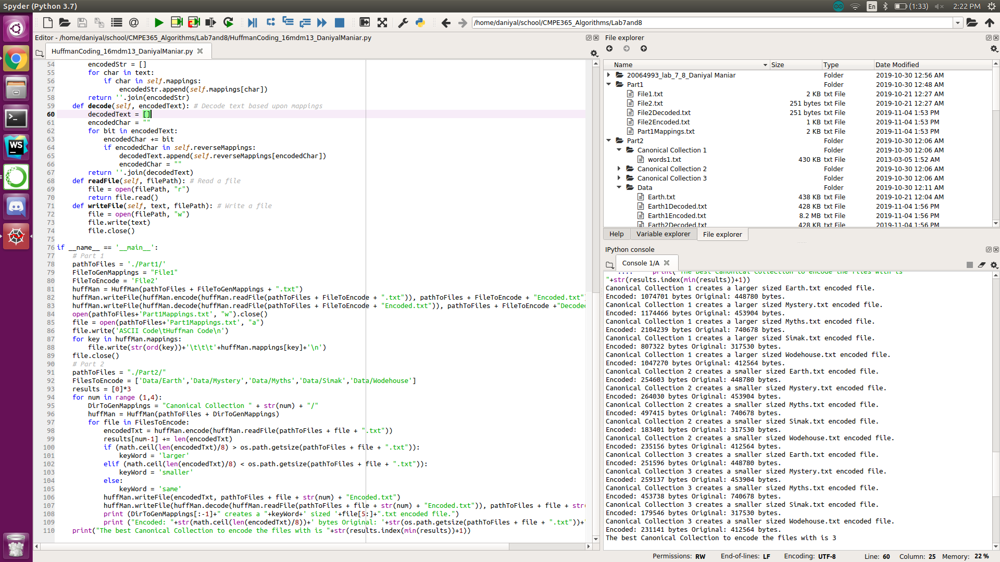 Spyder (Python 3.7)
En
(1:33)
2:22 PM
/home/daniyal/school/CMPE365_Algorithms/Lab7and8
Editor - /home/daniyal/school/CMPE365_Algorithms/Lab7and8/HuffmanCoding_16mdm13_DaniyalManiar.py
HuffmanCoding_16mdm13_DaniyalManiar.py
54 encodedStr = []
55 for char in text:
56 if char in self.mappings:
57 encodedStr.append(self.mappings[char])
58 return ''.join(encodedStr)
59 def decode(self, encodedText): # Decode text based upon mappings
60 decodedText = []
61 encodedChar = ""
62 for bit in encodedText:
63 encodedChar += bit
64 if encodedChar in self.reverseMappings:
65 decodedText.append(self.reverseMappings[encodedChar])
66 encodedChar = ""
67 return ''.join(decodedText)
68 def readFile(self, filePath): # Read a file
69 file = open(filePath, "r")
70 return file.read()
71 def writeFile(self, text, filePath): # Write a file
72 file = open(filePath, "w")
73 file.write(text)
74 file.close()
75
76 if __name__ == '__main__':
77 # Part 1
78 pathToFiles = './Part1/'
79 FileToGenMappings = "File1"
80 FileToEncode = 'File2'
81 huffMan = HuffMan(pathToFiles + FileToGenMappings + ".txt")
82 huffMan.writeFile(huffMan.encode(huffMan.readFile(pathToFiles + FileToEncode + ".txt")), pathToFiles + FileToEncode + "Encoded.txt")
83 huffMan.writeFile(huffMan.decode(huffMan.readFile(pathToFiles + FileToEncode + "Encoded.txt")), pathToFiles + FileToEncode +"Decoded
84 open(pathToFiles+'Part1Mappings.txt', "w").close()
85 file = open(pathToFiles+'Part1Mappings.txt', "a")
86 file.write('ASCII Code\tHuffman Code\n')
87 for key in huffMan.mappings:
88 file.write(str(ord(key))+'\t\t\t'+huffMan.mappings[key]+'\n')
89 file.close()
90 # Part 2
91 pathToFiles = "./Part2/"
92 FilesToEncode = ['Data/Earth','Data/Mystery','Data/Myths','Data/Simak','Data/Wodehouse']
93 results = [0]*3
94 for num in range (1,4):
95 DirToGenMappings = "Canonical Collection " + str(num) + "/"
96 huffMan = HuffMan(pathToFiles + DirToGenMappings)
97 for file in FilesToEncode:
98 encodedTxt = huffMan.encode(huffMan.readFile(pathToFiles + file + ".txt"))
99 results[num-1] += len(encodedTxt)
100 if (math.ceil(len(encodedTxt)/8) > os.path.getsize(pathToFiles + file + ".txt")):
101 keyWord = 'larger'
102 elif (math.ceil(len(encodedTxt)/8) < os.path.getsize(pathToFiles + file + ".txt")):
103 keyWord = 'smaller'
104 else:
105 keyWord = 'same'
106 huffMan.writeFile(encodedTxt, pathToFiles + file + str(num) + "Encoded.txt")
107 huffMan.writeFile(huffMan.decode(huffMan.readFile(pathToFiles + file + str(num) + "Encoded.txt")), pathToFiles + file + str(
108 print (DirToGenMappings[:-1]+" creates a "+keyWord+' sized '+file[5:]+".txt encoded file.")
109 print ("Encoded: "+str(math.ceil(len(encodedTxt)/8))+' bytes Original: '+str(os.path.getsize(pathToFiles + file + ".txt"))+'
110 print("The best Canonical Collection to encode the files with is "+str(results.index(min(results))+1))
File explorer
Name Size Type Date Modified
20064993_lab_7_8_Daniyal Maniar Folder 2019-10-30 12:56 AM
Part1 Folder 2019-10-30 12:48 AM
File1.txt 2 KB txt File 2019-10-21 12:27 AM
File2.txt 251 bytes txt File 2019-10-21 12:27 AM
File2Decoded.txt 251 bytes txt File 2019-11-04 1:53 PM
File2Encoded.txt 1 KB txt File 2019-11-04 1:53 PM
Part1Mappings.txt 2 KB txt File 2019-11-04 1:53 PM
Part2 Folder 2019-10-30 12:06 AM
Canonical Collection 1 Folder 2019-10-30 12:06 AM
words1.txt 430 KB txt File 2013-03-05 1:52 AM
Canonical Collection 2 Folder 2019-10-30 12:06 AM
Canonical Collection 3 Folder 2019-10-30 12:06 AM
Data Folder 2019-10-30 12:11 AM
Earth.txt 438 KB txt File 2019-10-21 12:04 AM
Earth1Decoded.txt 428 KB txt File 2019-11-04 1:56 PM
Earth1Encoded.txt 8.2 MB txt File 2019-11-04 1:56 PM
Earth2Decoded.txt 428 KB txt File 2019-11-04 1:56 PM
Help Variable explorer File explorer
IPython console
Console 1/A
....: print("The best Canonical Collection to encode the files with is
"+str(results.index(min(results))+1))
Canonical Collection 1 creates a larger sized Earth.txt encoded file.
Encoded: 1074701 bytes Original: 448780 bytes.
Canonical Collection 1 creates a larger sized Mystery.txt encoded file.
Encoded: 1174466 bytes Original: 453904 bytes.
Canonical Collection 1 creates a larger sized Myths.txt encoded file.
Encoded: 2104239 bytes Original: 740678 bytes.
Canonical Collection 1 creates a larger sized Simak.txt encoded file.
Encoded: 807322 bytes Original: 317530 bytes.
Canonical Collection 1 creates a larger sized Wodehouse.txt encoded file.
Encoded: 1047270 bytes Original: 412564 bytes.
Canonical Collection 2 creates a smaller sized Earth.txt encoded file.
Encoded: 254603 bytes Original: 448780 bytes.
Canonical Collection 2 creates a smaller sized Mystery.txt encoded file.
Encoded: 264030 bytes Original: 453904 bytes.
Canonical Collection 2 creates a smaller sized Myths.txt encoded file.
Encoded: 497415 bytes Original: 740678 bytes.
Canonical Collection 2 creates a smaller sized Simak.txt encoded file.
Encoded: 183401 bytes Original: 317530 bytes.
Canonical Collection 2 creates a smaller sized Wodehouse.txt encoded file.
Encoded: 235156 bytes Original: 412564 bytes.
Canonical Collection 3 creates a smaller sized Earth.txt encoded file.
Encoded: 251596 bytes Original: 448780 bytes.
Canonical Collection 3 creates a smaller sized Mystery.txt encoded file.
Encoded: 259137 bytes Original: 453904 bytes.
Canonical Collection 3 creates a smaller sized Myths.txt encoded file.
Encoded: 453738 bytes Original: 740678 bytes.
Canonical Collection 3 creates a smaller sized Simak.txt encoded file.
Encoded: 179546 bytes Original: 317530 bytes.
Canonical Collection 3 creates a smaller sized Wodehouse.txt encoded file.
Encoded: 231141 bytes Original: 412564 bytes.
The best Canonical Collection to encode the files with is 3
Permissions: RW End-of-lines: LF Encoding: UTF-8 Line: 60 Column: 25 Memory: 22 %
WS